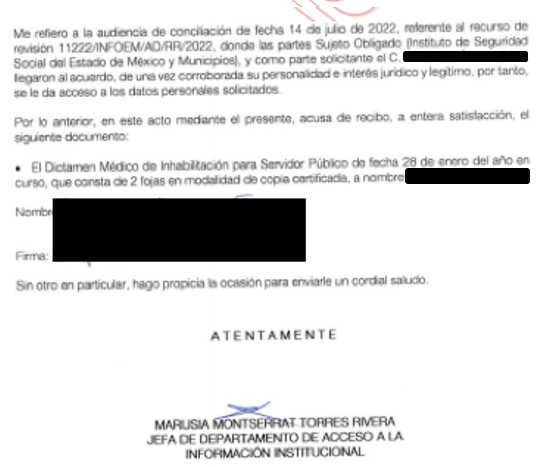 Me refiero a la audiencia de conciliación de fecha 14 de julio de 2022, referente al recurso de
revisión 11222/INFOEM/AD/RR/2022, donde las partes Sujeto Obligado (Instituto de Seguridad
Social del Estado de México y Municipios), y como parte solicitante el C.
llegaron al acuerdo, de una vez corroborada su personalidad e interés jurídico y legítimo, por tanto,
se le da acceso a los datos personales solicitados.
Por lo anterior, en este acto mediante el presente, acusa de recibo, a entera satisfacción, el
siguiente documento:
• El Dictamen Médico de Inhabilitación para Servidor Público de fecha 28 de enero del año en
curso, que consta de 2 fojas en modalidad de copia certificada, a nombre
Nombre
Firma:
Sin otro en particular, hago propicia la ocasión para enviarle un cordial saludo.
ATENTAMENTE
MARUSIA MONTSERRAT TORRES RIVERA
JEFA DE DEPARTAMENTO DE ACCESO A LA
INFORMACIÓN INSTITUCIONAL